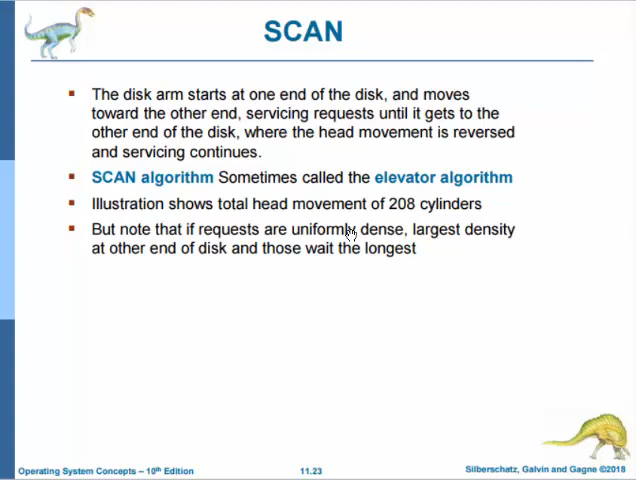 SCAN
The disk arm starts at one end of the disk, and moves
toward the other end, servicing requests until it gets to the
other end of the disk, where the head movement is reversed
and servicing continues.
SCAN algorithm Sometimes called the elevator algorithm
Illustration shows total head movement of 208 cylinders
But note that if requests are uniformly dense, largest density
at other end of disk and those wait the longest
Operating System Concepts – 10th Edition
11.23
Silberschatz, Galvin and Gagne ©2018